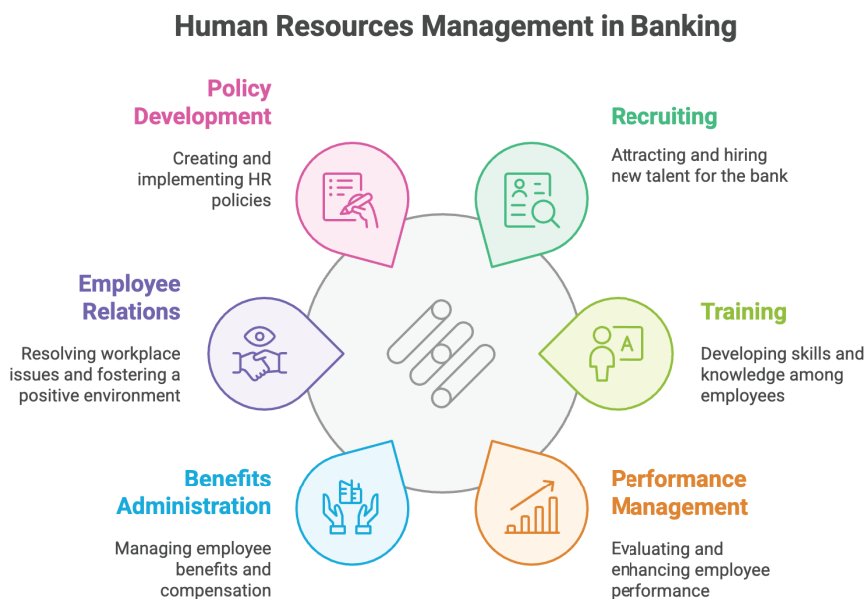 Human Resources Management in Banking
Policy
Development
Creating and
implementing HR
policies
Recruiting
Attracting and hiring
new talent for the bank
Employee
Relations
Resolving workplace
issues and fostering a
positive environment
Training
Developing skills and
knowledge among
employees
A
Benefits
Administration
Managing employee
benefits and
compensation
Performance
Management
Evaluating and
enhancing employee
performance